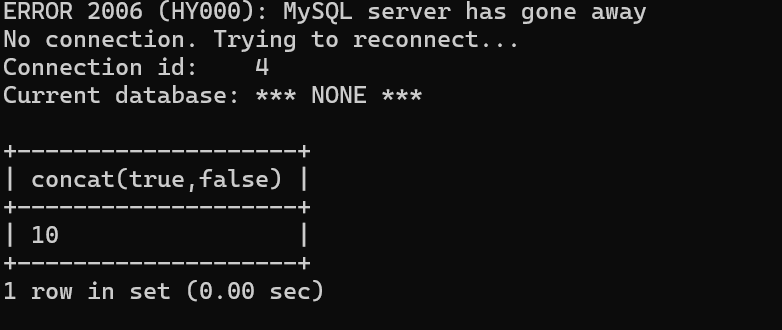 ERROR 2006 (HY000): MySQL server has gone away
No connection. Trying to reconnect...
Connection id:    4
Current database: *** NONE ***

+--------------------+
| concat(true,false) |
+--------------------+
| 10                 |
+--------------------+
1 row in set (0.00 sec)